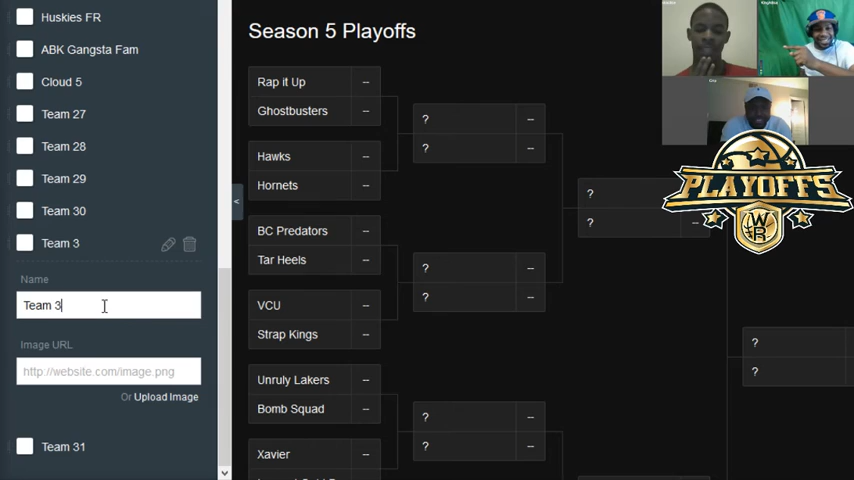 Huskies FR
ABK Gangsta Fam
Cloud 5
Team 27
Team 28
Team 29
Team 30
Team 3
Name
Team 3
Image URL
http://website.com/image.png
Or Upload Image
Team 31
<
Season 5 Playoffs
Rap it Up --
Ghostbusters --
Hawks --
Hornets --
BC Predators --
Tar Heels --
VCU --
Strap Kings --
Unruly Lakers --
Bomb Squad --
Xavier --
? --
? --
? --
? --
? --
? --
?
? --
?
?
PLAYOFFS
WR